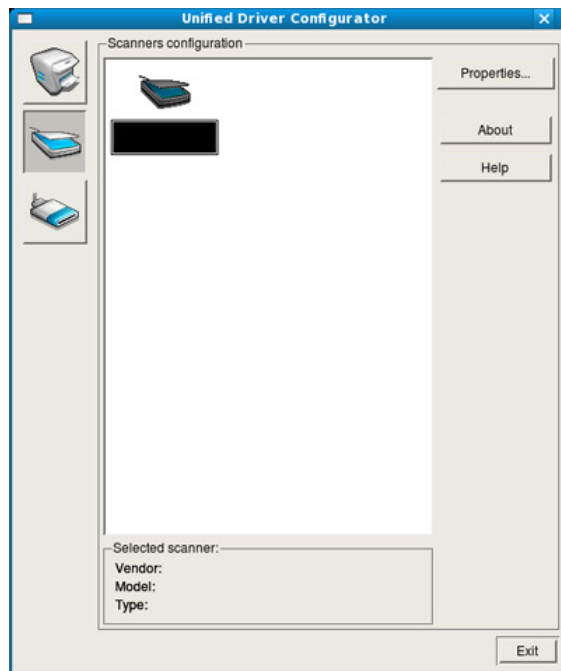 Unified Driver Configurator
Scanners configuration
Properties...
About
Help
Selected scanner:
Vendor:
Model:
Type:
Exit